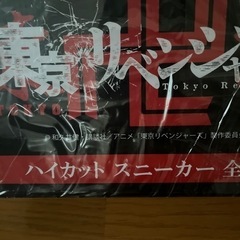 東京リベンジャ
Tokyo Re
©和久井健・講談社／アニメ「東京リベンジャーズ」製作委員会
ハイカット スニーカー 全